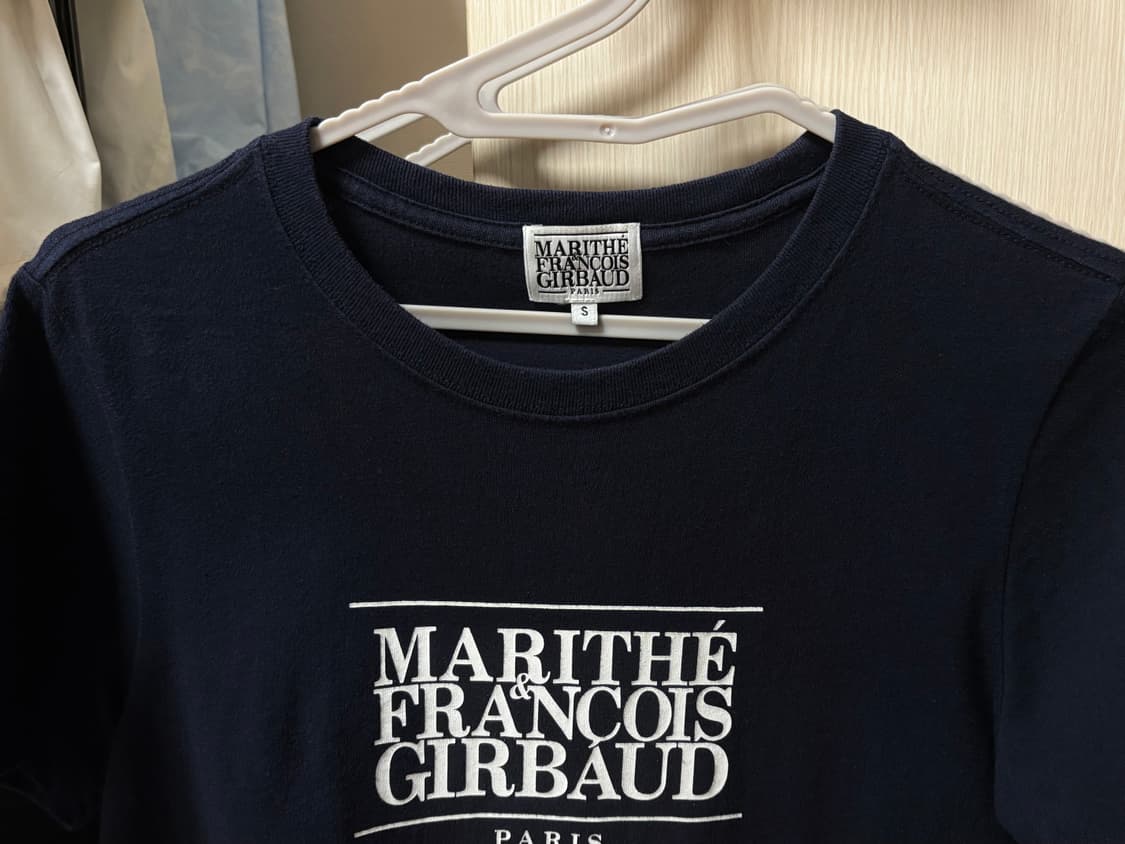 MARITHÉ
&
FRANÇOIS
GIRBAUD
PARIS
S
MARITHÉ
&
FRANÇOIS
GIRBAUD
PARIS